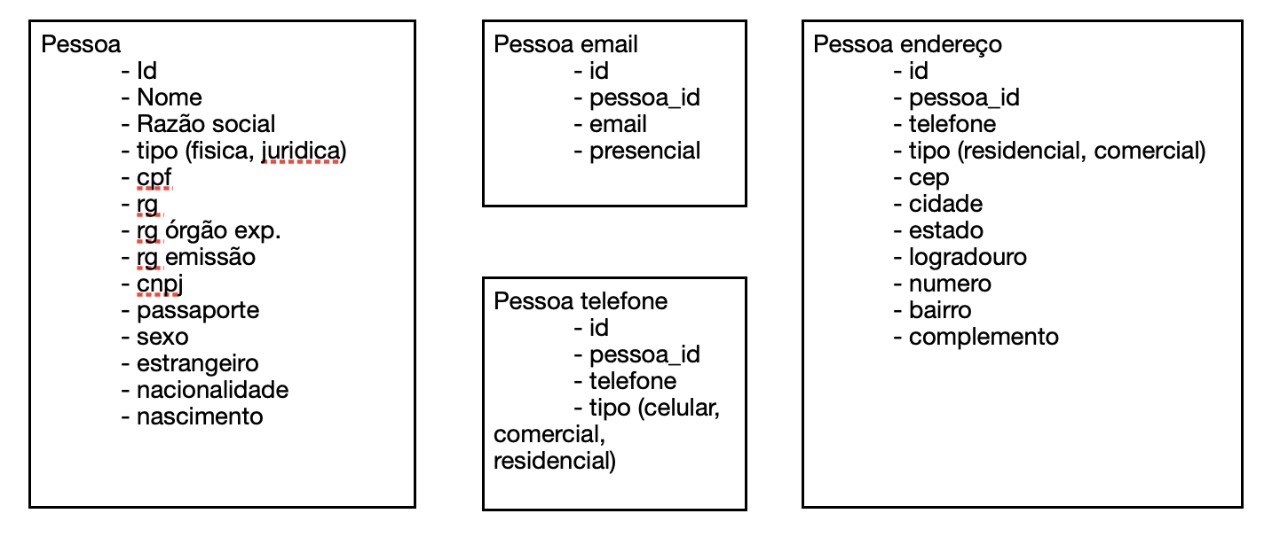 Pessoa
- Id
- Nome
- Razão social
- tipo (fisica, juridica)
- cpf
- rg
- rg órgão exp.
- rg emissão
- cnpj
- passaporte
- sexo
- estrangeiro
- nacionalidade
- nascimento
Pessoa email
- id
- pessoa_id
- email
- presencial
Pessoa telefone
- id
- pessoa_id
- telefone
- tipo (celular,
comercial,
residencial)
Pessoa endereço
- id
- pessoa_id
- telefone
- tipo (residencial, comercial)
- cep
- cidade
- estado
- logradouro
- numero
- bairro
- complemento